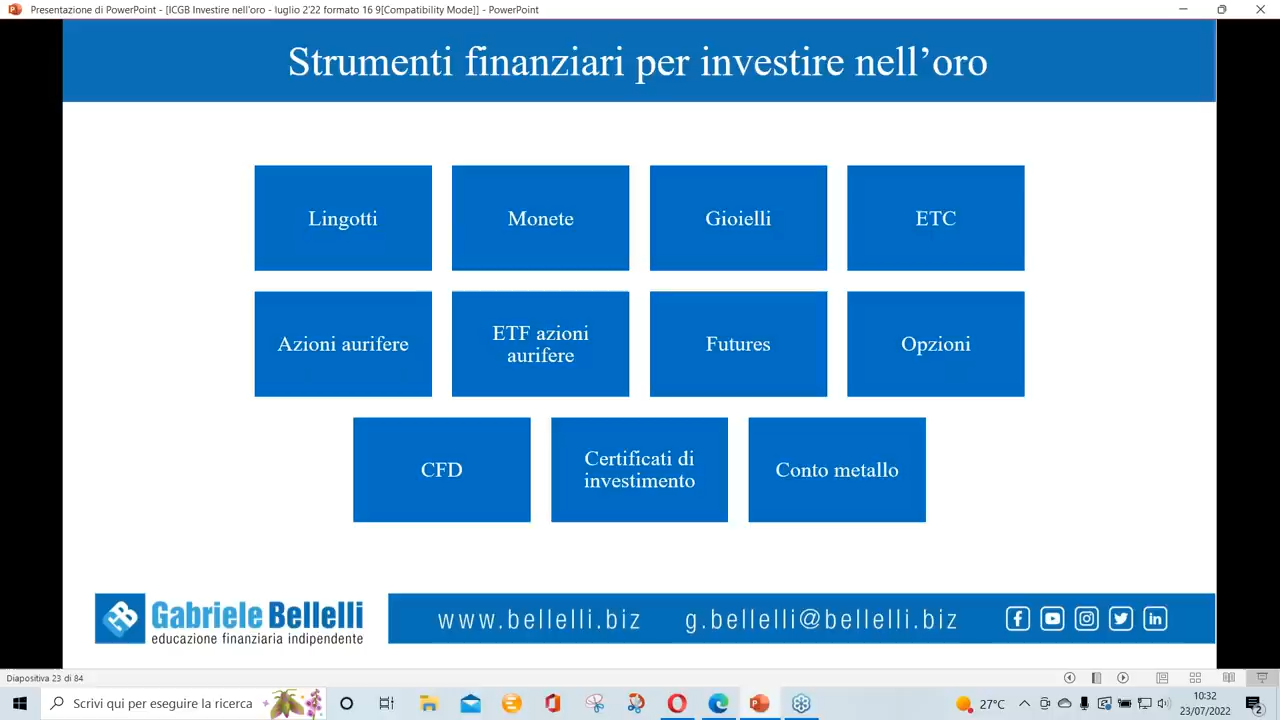 Presentazione di PowerPoint - [ICGB Investire nell'oro - luglio 2'22 formato 16 9[Compatibility Mode]] - PowerPoint
Strumenti finanziari per investire nell’oro
Lingotti
Monete
Gioielli
ETC
Azioni aurifere
ETF azioni
aurifere
Futures
Opzioni
CFD
Certificati di
investimento
Conto metallo
Gabriele Bellelli
educazione finanziaria indipendente
www.bellelli.biz
g.bellelli@bellelli.biz
Diapositiva 23 di 84
Scrivi qui per eseguire la ricerca
27°C
10:32
23/07/2022
2